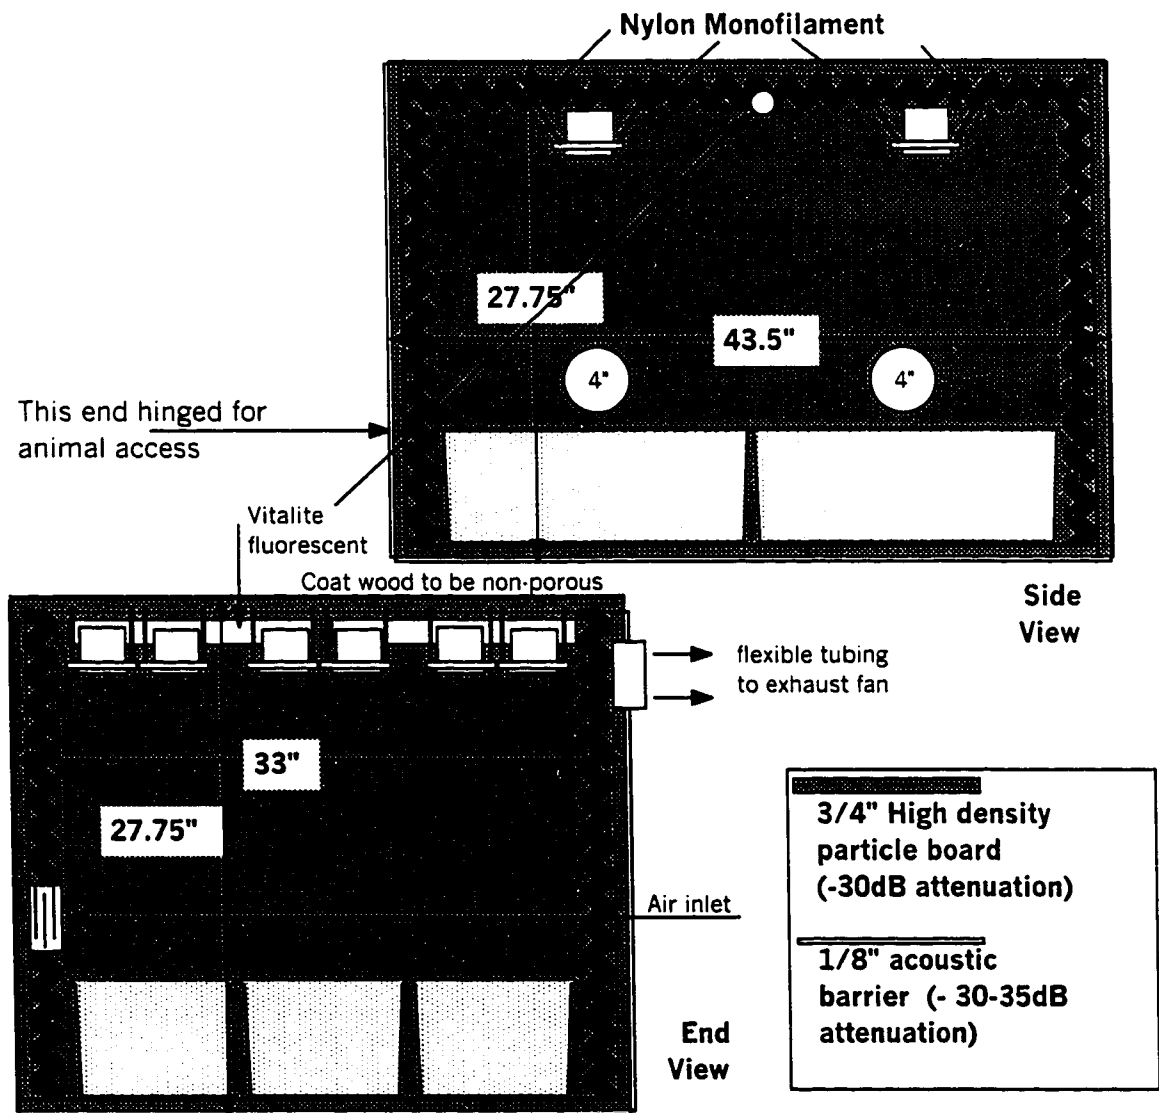 Nylon Monofilament
27.75"
43.5"
4"
4"
This end hinged for
animal access
Vitalite
fluorescent
Coat wood to be non-porous
Side
View
flexible tubing
to exhaust fan
33"
27.75"
Air inlet
3/4" High density
particle board
(-30dB attenuation)
1/8" acoustic
barrier (- 30-35dB
attenuation)
End
View